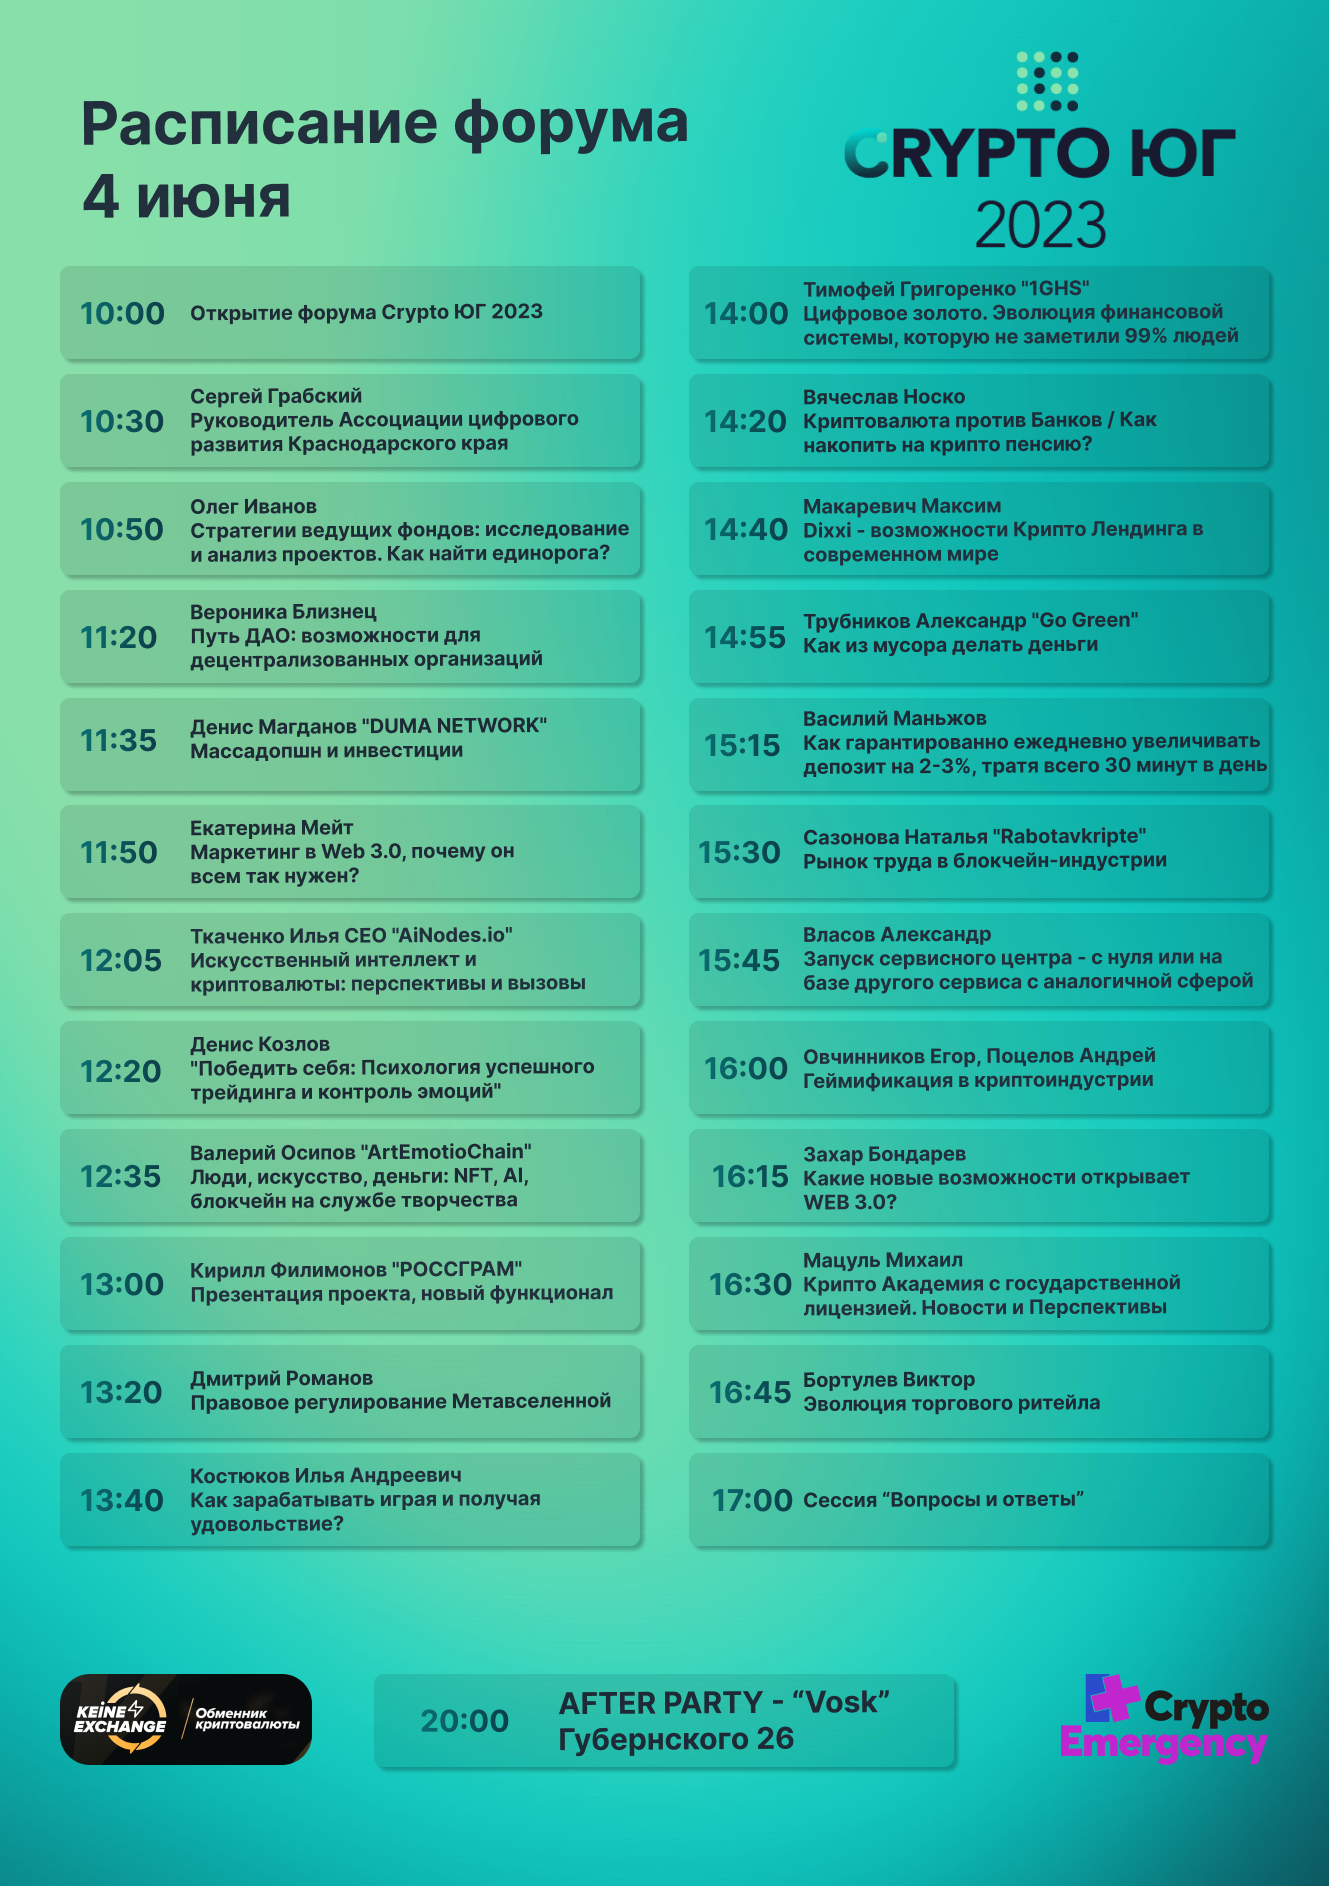 Расписание форума
4 июня
CRYPTO ЮГ
2023
10:00
Открытие форума Crypto ЮГ 2023
10:30
Сергей Грабский
Руководитель Ассоциации цифрового
развития Краснодарского края
10:50
Олег Иванов
Стратегии ведущих фондов: исследование
и анализ проектов. Как найти единорога?
11:20
Вероника Близнец
Путь ДАО: возможности для
децентрализованных организаций
11:35
Денис Магданов "DUMA NETWORK"
Массадопшн и инвестиции
11:50
Екатерина Мейт
Маркетинг в Web 3.0, почему он
всем так нужен?
12:05
Ткаченко Илья CEO "AiNodes.io"
Искусственный интеллект и
криптовалюты: перспективы и вызовы
12:20
Денис Козлов
"Победить себя: Психология успешного
трейдинга и контроль эмоций"
12:35
Валерий Осипов "ArtEmotioChain"
Люди, искусство, деньги: NFT, AI,
блокчейн на службе творчества
13:00
Кирилл Филимонов "РОССГРАМ"
Презентация проекта, новый функционал
13:20
Дмитрий Романов
Правовое регулирование Метавселенной
13:40
Костюков Илья Андреевич
Как зарабатывать играя и получая
удовольствие?
14:00
Тимофей Григоренко "1GHS"
Цифровое золото. Эволюция финансовой
системы, которую не заметили 99% людей
14:20
Вячеслав Носко
Криптовалюта против Банков / Как
накопить на крипто пенсию?
14:40
Макаревич Максим
Dixxi - возможности Крипто Лендинга в
современном мире
14:55
Трубников Александр "Go Green"
Как из мусора делать деньги
15:15
Василий Маньжов
Как гарантированно ежедневно увеличивать
депозит на 2-3%, тратя всего 30 минут в день
15:30
Сазонова Наталья "Rabotavkripte"
Рынок труда в блокчейн-индустрии
15:45
Власов Александр
Запуск сервисного центра - с нуля или на
базе другого сервиса с аналогичной сферой
16:00
Овчинников Егор, Поцелов Андрей
Геймификация в криптоиндустрии
16:15
Захар Бондарев
Какие новые возможности открывает
WEB 3.0?
16:30
Мацуль Михаил
Крипто Академия с государственной
лицензией. Новости и Перспективы
16:45
Бортулев Виктор
Эволюция торгового ритейла
17:00
Сессия “Вопросы и ответы”
KEINE
EXCHANGE
Обменник
криптовалюты
20:00
AFTER PARTY - “Vosk”
Губернского 26
Crypto
Emergency